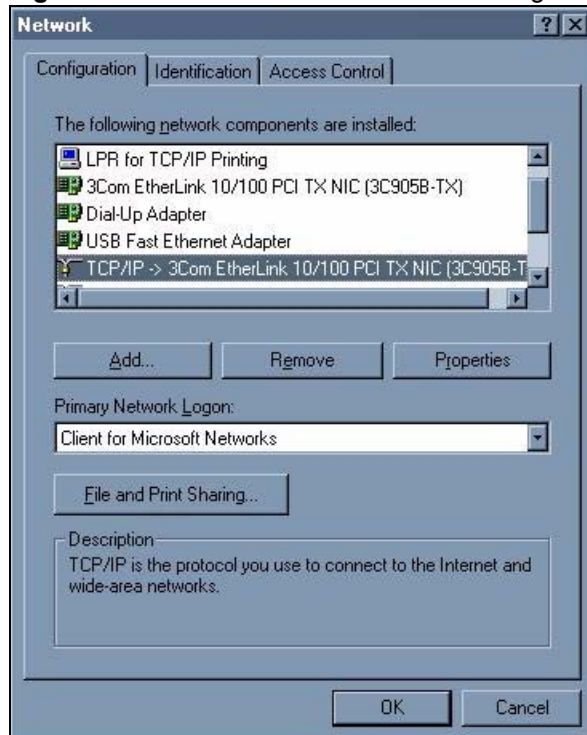 Network
Configuration Identification Access Control
The following network components are installed:
LPR for TCP/IP Printing
3Com EtherLink 10/100 PCI TX NIC (3C905B-TX)
Dial-Up Adapter
USB Fast Ethernet Adapter
TCP/IP -> 3Com EtherLink 10/100 PCI TX NIC (3C905B-T
Add... Remove Properties
Primary Network Logon:
Client for Microsoft Networks
File and Print Sharing...
Description
TCP/IP is the protocol you use to connect to the Internet and
wide-area networks.
OK Cancel